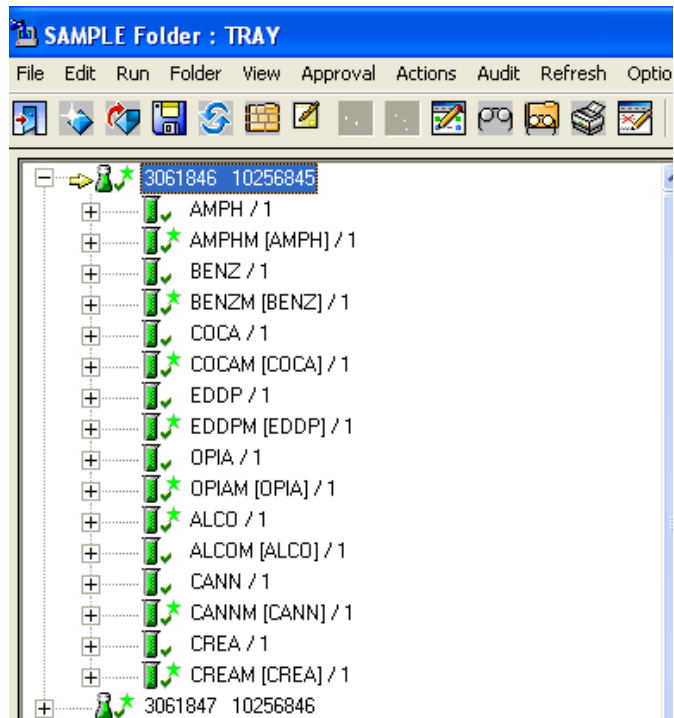 SAMPLE Folder : TRAY
File Edit Run Folder View Approval Actions Audit Refresh Optio
3061846 10256845
AMPH / 1
AMPHM [AMPH] / 1
BENZ / 1
BENZM [BENZ] / 1
COCA / 1
COCAM [COCA] / 1
EDDP / 1
EDDPM [EDDP] / 1
OPIA / 1
OPIAM [OPIA] / 1
ALCO / 1
ALCOM [ALCO] / 1
CANN / 1
CANNM [CANN] / 1
CREA / 1
CREAM [CREA] / 1
3061847 10256846